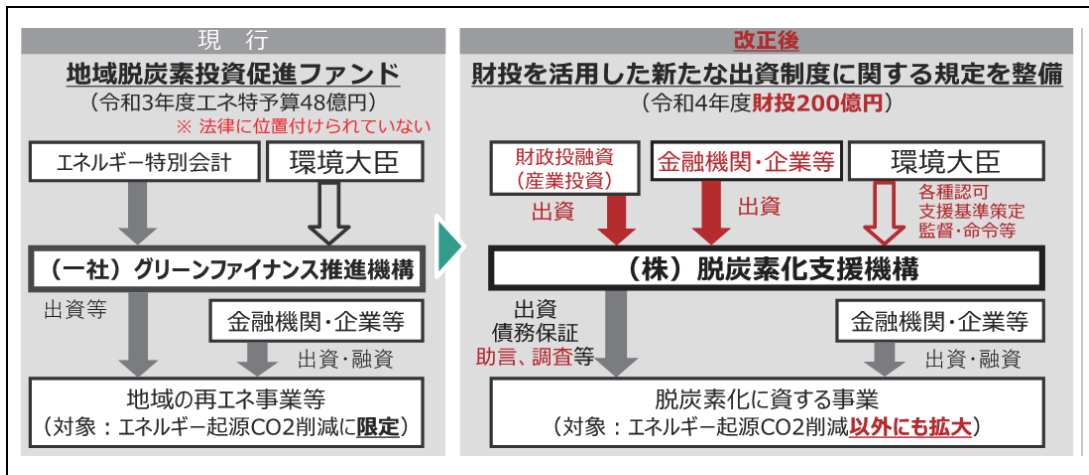 現 行
地域脱炭素投資促進ファンド
(令和3年度エネ特予算48億円)
※ 法律に位置付けられていない
エネルギー特別会計
環境大臣
(一社)グリーンファイナンス推進機構
出資等
金融機関・企業等
出資・融資
地域の再エネ事業等
(対象:エネルギー起源CO2削減に限定)
改正後
財投を活用した新たな出資制度に関する規定を整備
(令和4年度財投200億円)
財政投融資
(産業投資)
金融機関・企業等
環境大臣
出資
出資
各種認可
支援基準策定
監督・命令等
(株)脱炭素化支援機構
出資
債務保証
助言、調査等
金融機関・企業等
出資・融資
脱炭素化に資する事業
(対象:エネルギー起源CO2削減以外にも拡大)